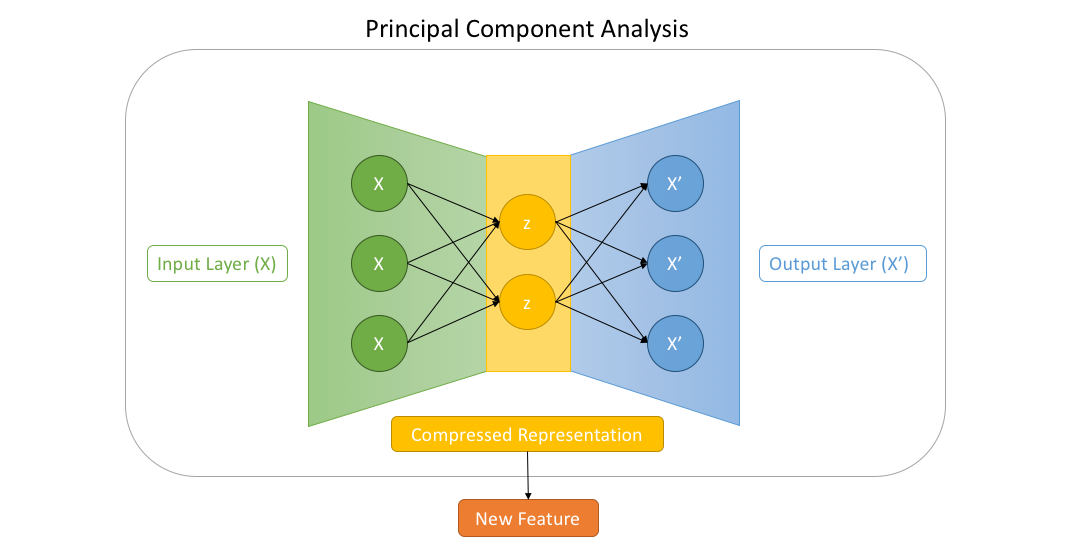 Principal Component Analysis
X
X
X
z
z
X’
X’
X’
Input Layer (X)
Output Layer (X’)
Compressed Representation
New Feature